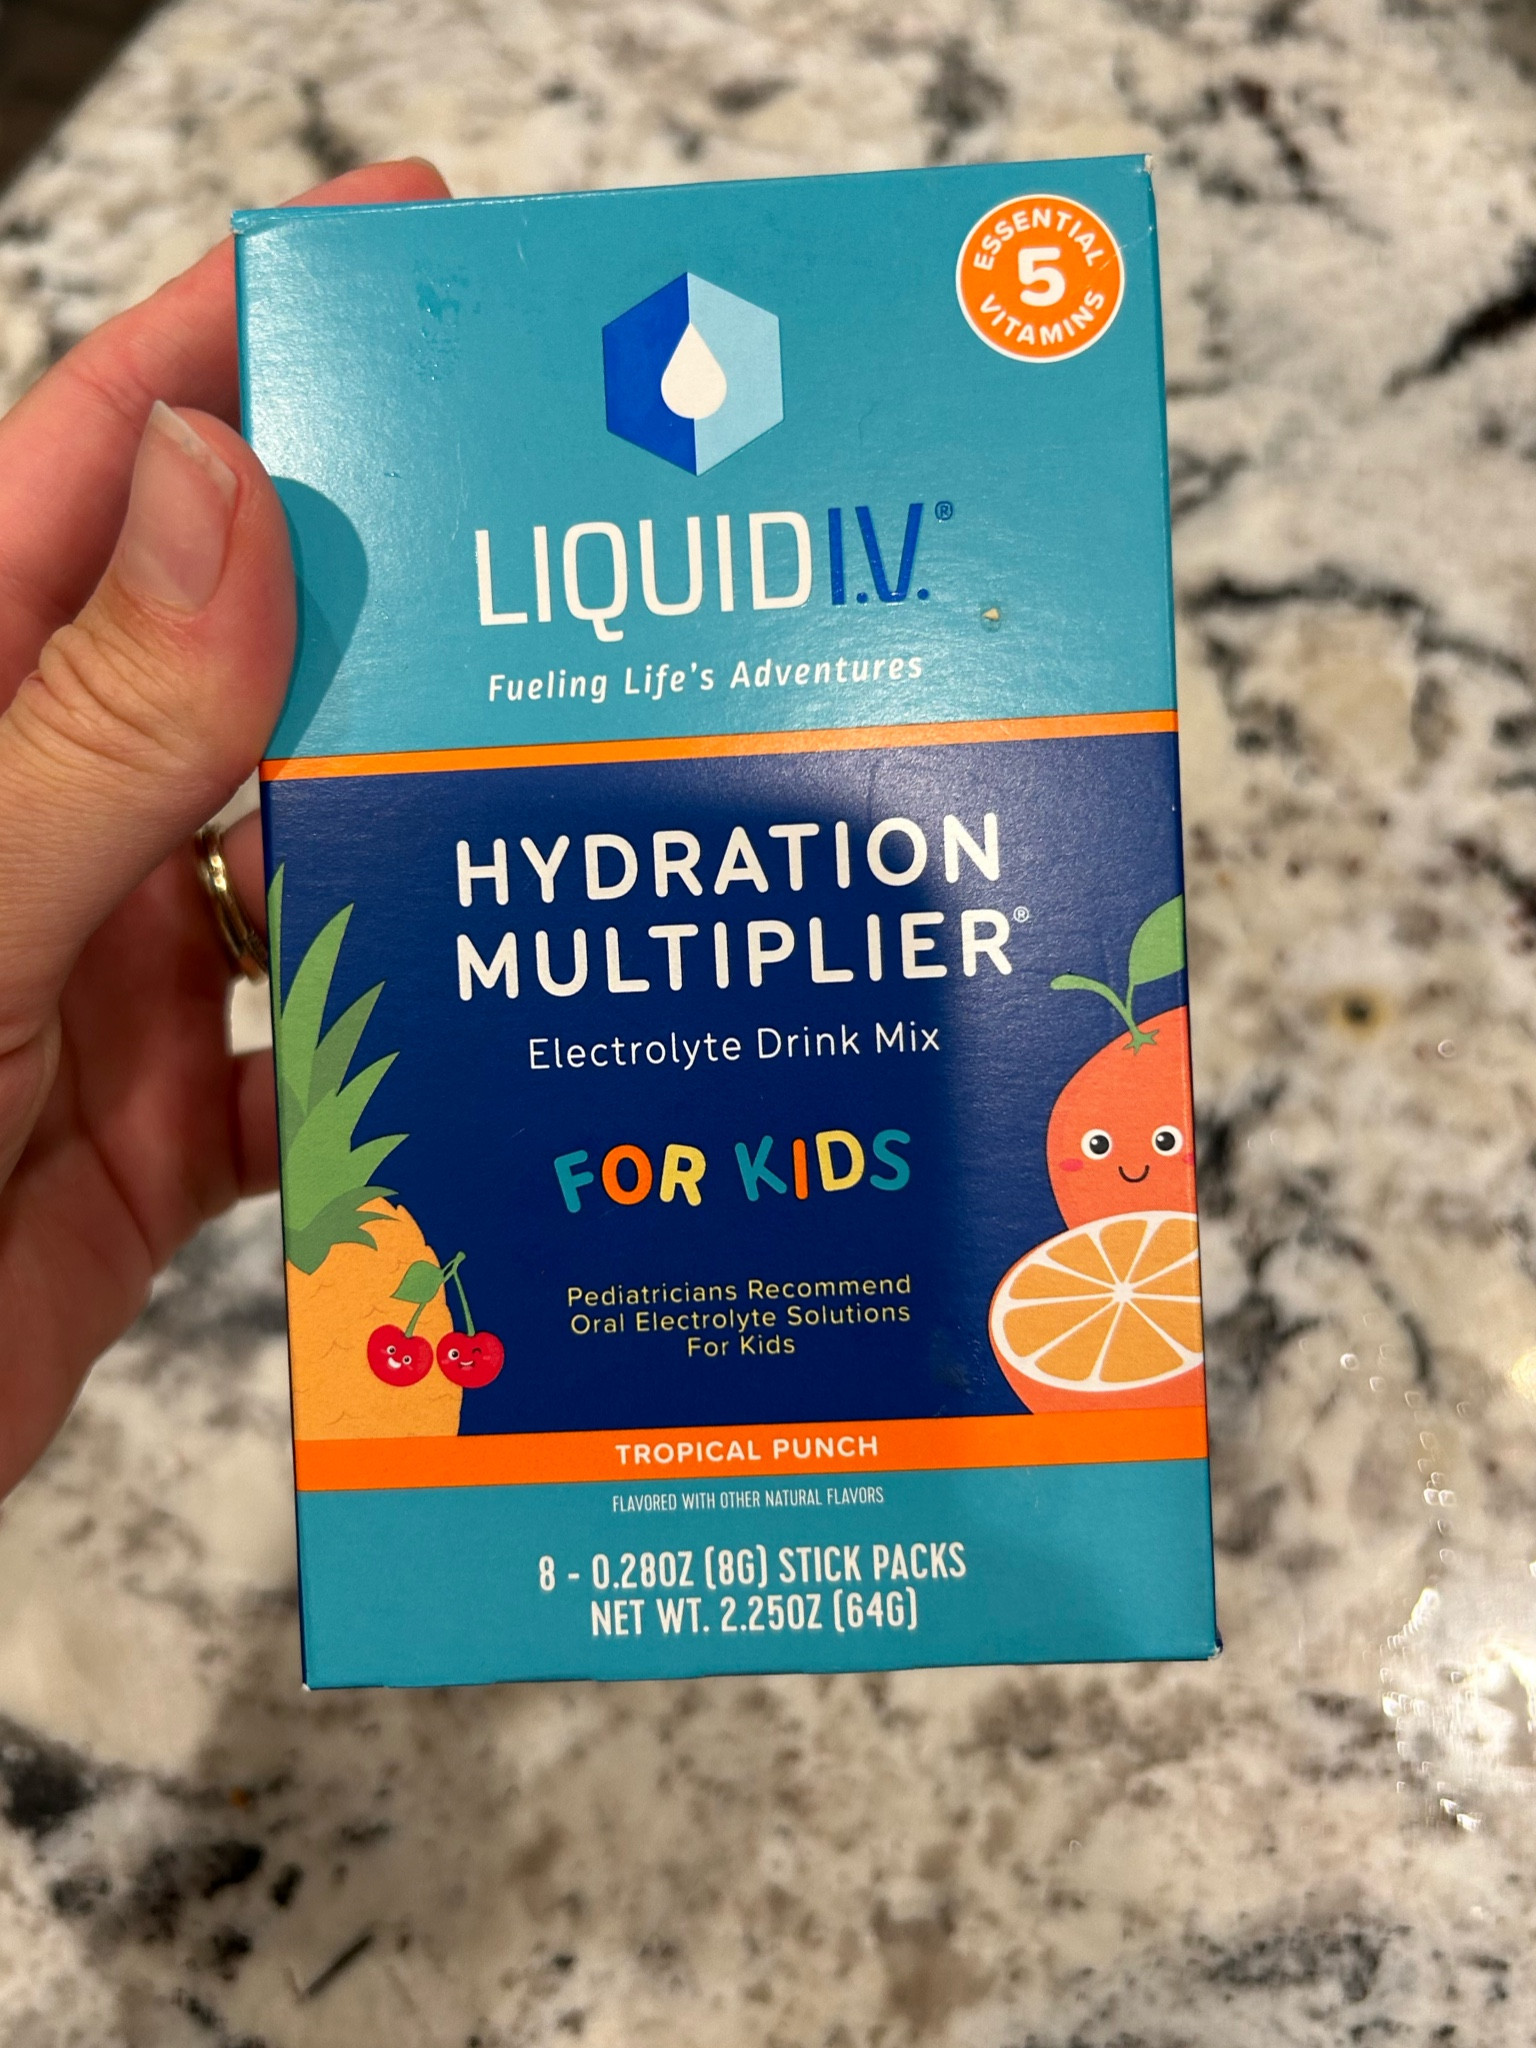 ESSENTIAL
5
VITAMINS
LIQUID I.V.®
Fueling Life's Adventures
HYDRATION
MULTIPLIER®
Electrolyte Drink Mix
FOR KIDS
Pediatricians Recommend
Oral Electrolyte Solutions
For Kids
TROPICAL PUNCH
FLAVORED WITH OTHER NATURAL FLAVORS
8 - 0.28OZ (8G) STICK PACKS
NET WT. 2.25OZ (64G)